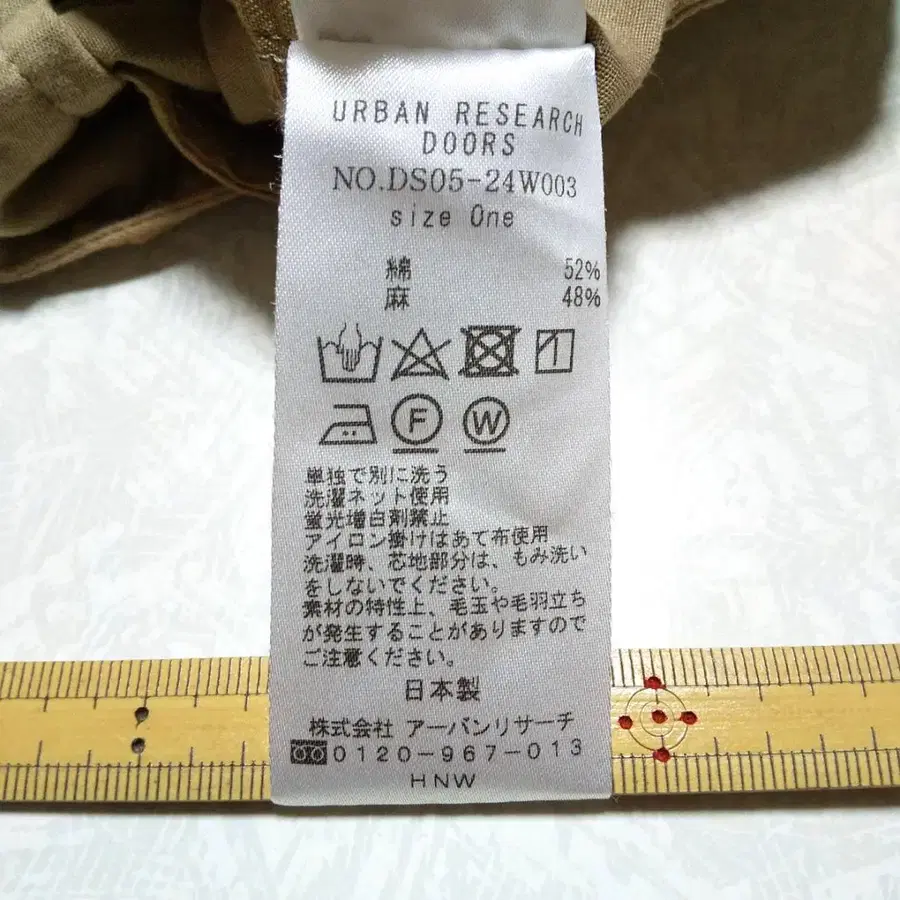 URBAN RESEARCH
DOORS
NO.DS05-24W003
size One
綿 52%
麻 48%
F W
単独で別に洗う
洗濯ネット使用
蛍光増白剤禁止
アイロン掛けはあて布使用
洗濯時、芯地部分は、もみ洗い
をしないでください。
素材の特性上、毛玉や毛羽立ち
が発生することがありますので
ご注意ください。
日本製
株式会社 アーバンリサーチ
0120-967-013
HNW